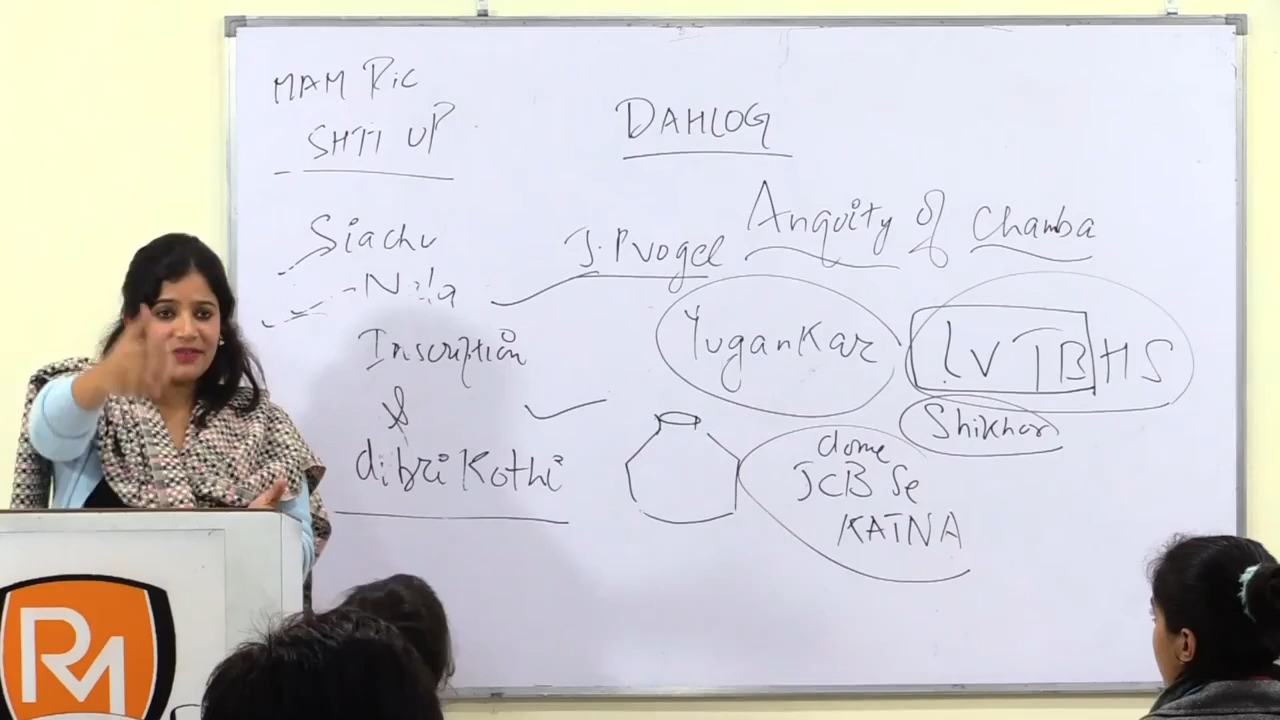 MAM Ric
SHTI UP
DAHLOG
Siachu
Nila
J. P Vogel
Anquity of Chamba
Inscription
&
dibri Kothi
Yugankar
LVTBHS
Shikhar
dome
JCB Se
KATNA
RM